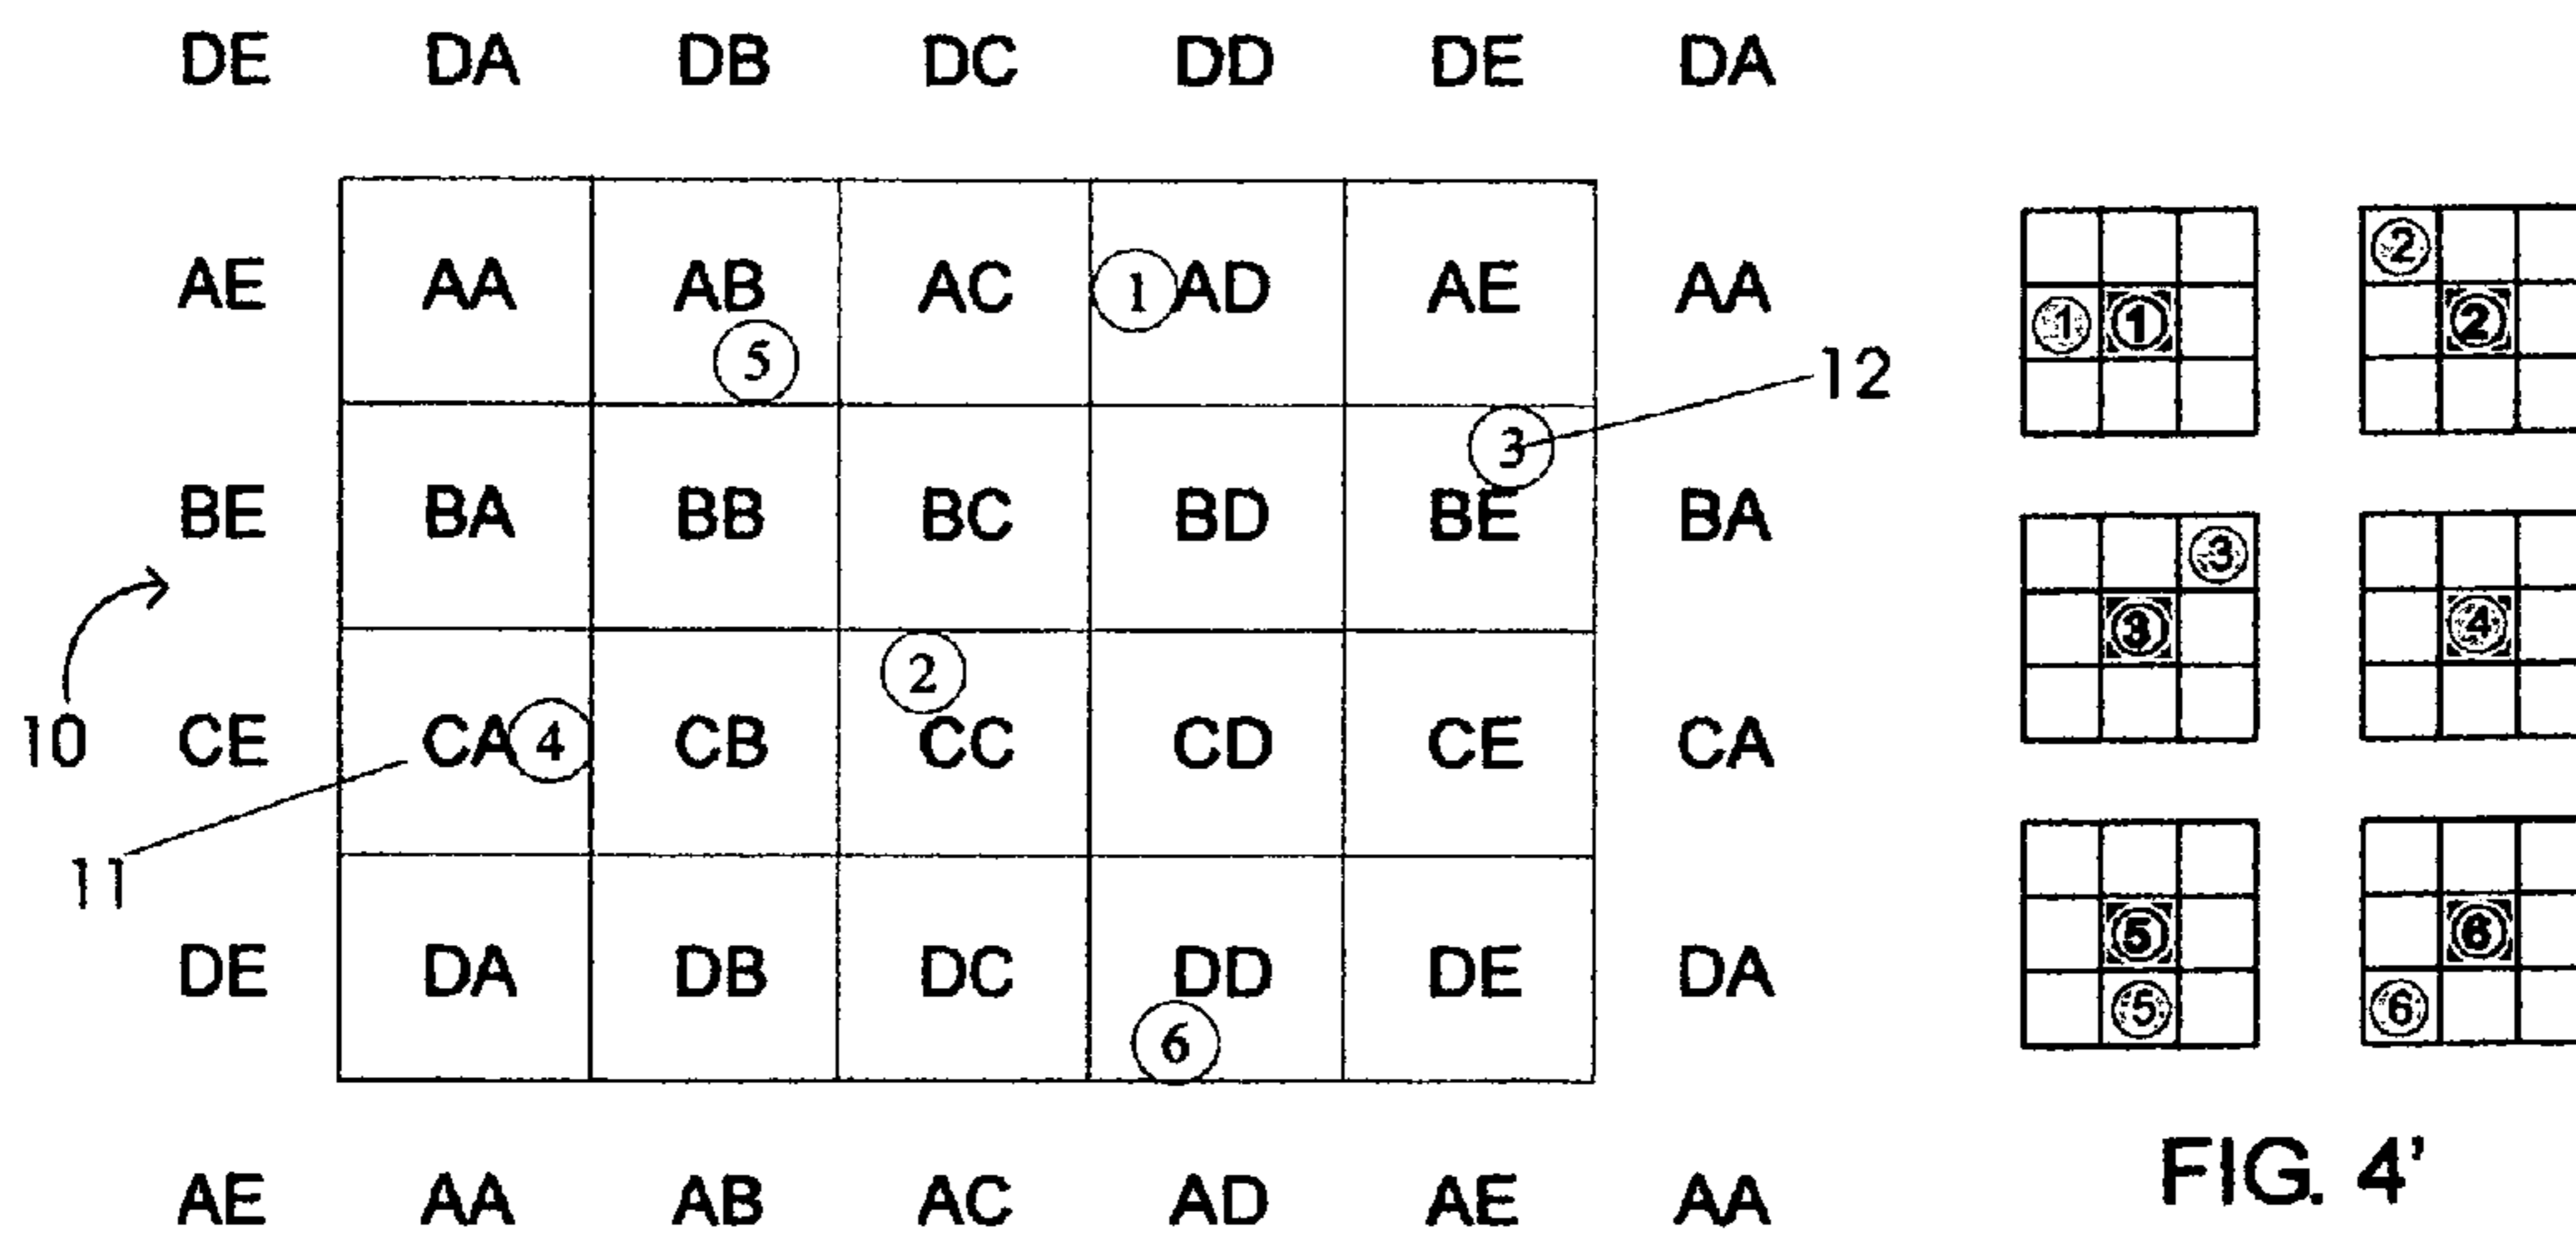 DE DA DB DC DD DE DA
AE AA AB AC 1 AD AE AA
5
12
3
BE BA BB BC BD BE BA
2
10 CE CA 4 CB CC CD CE CA
11
DE DA DB DC DD DE DA
6
AE AA AB AC AD AE AA
2
1 1 2
3
3 4
5 6
5 6
FIG. 4'